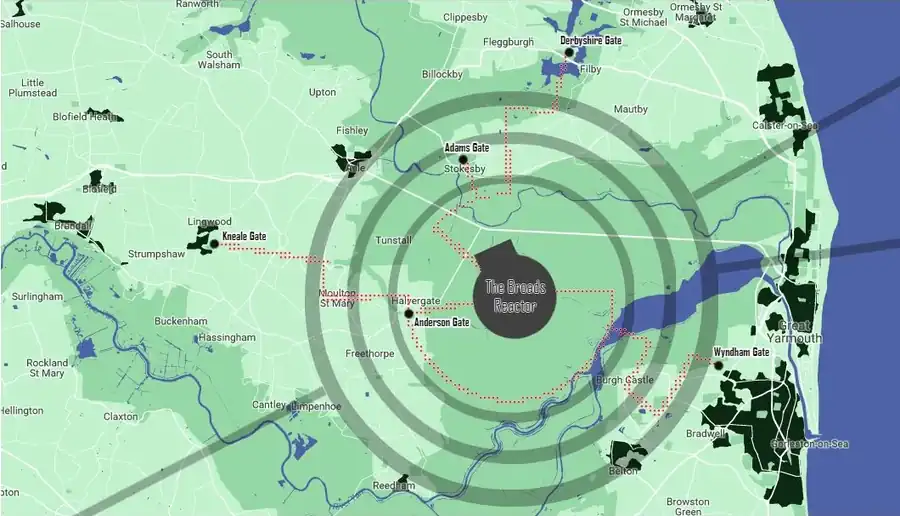 Ranworth
Clippesby
Ormesby
St Michael
Ormesby St
Salhouse
Fleggburgh
Derbyshire Gate
South
Walsham
Billockby
Filby
Little
Plumstead
Upton
Mautby
Blofield Heath
Fishley
Caister-on-Sea
Adams Gate
Stokesby
Acle
Blofield
Lingwood
Brundall
Kneale Gate
Tunstall
Strumpshaw
The Broads
Reactor
Surlingham
Moulton
St Mary
Halvergate
Anderson Gate
Buckenham
Great
Yarmouth
Hassingham
Freethorpe
Wyndham Gate
Rockland
St Mary
Burgh Castle
Cantley
Limpenhoe
Hellington
Claxton
Bradwell
Gorleston-on-Sea
Belton
Reedham
Browston
Green